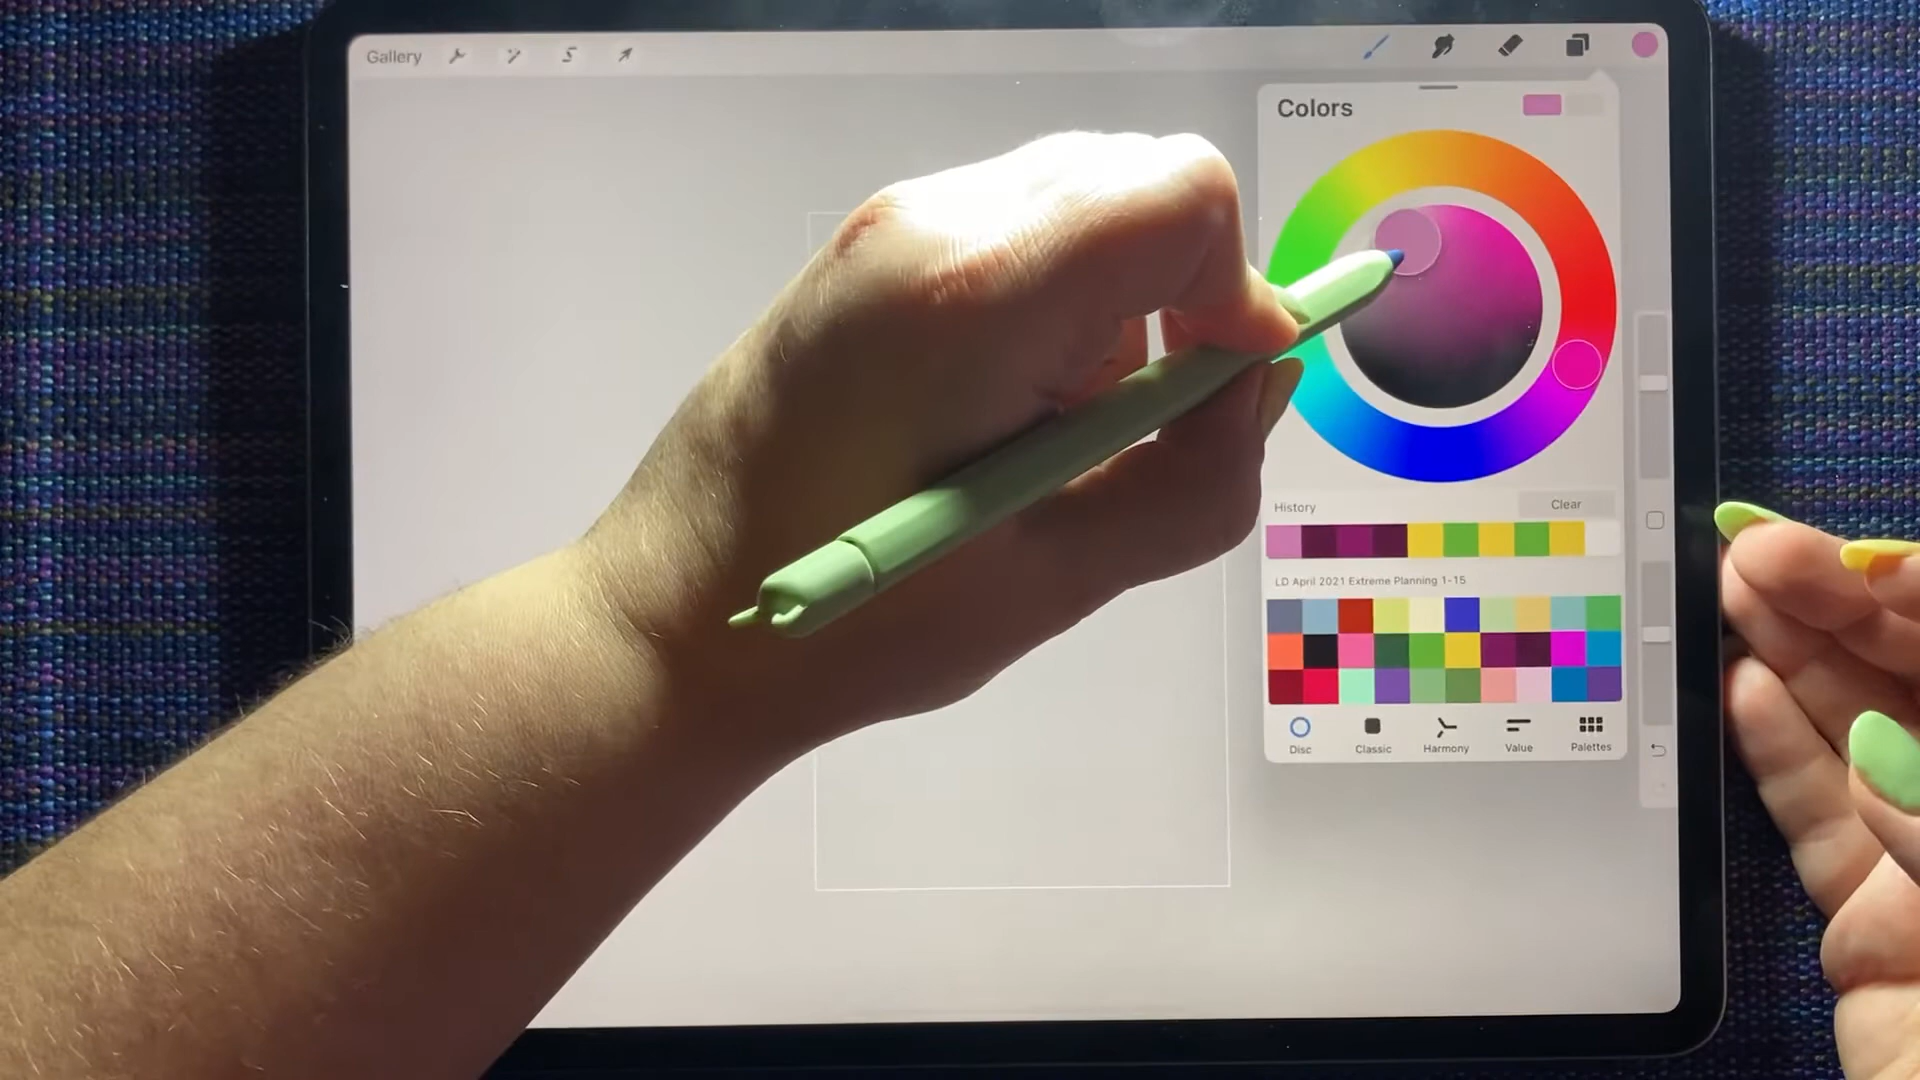 Gallery
Colors
History
Clear
LD April 2021 Extreme Planning 1-15
Disc
Classic
Harmony
Value
Palettes